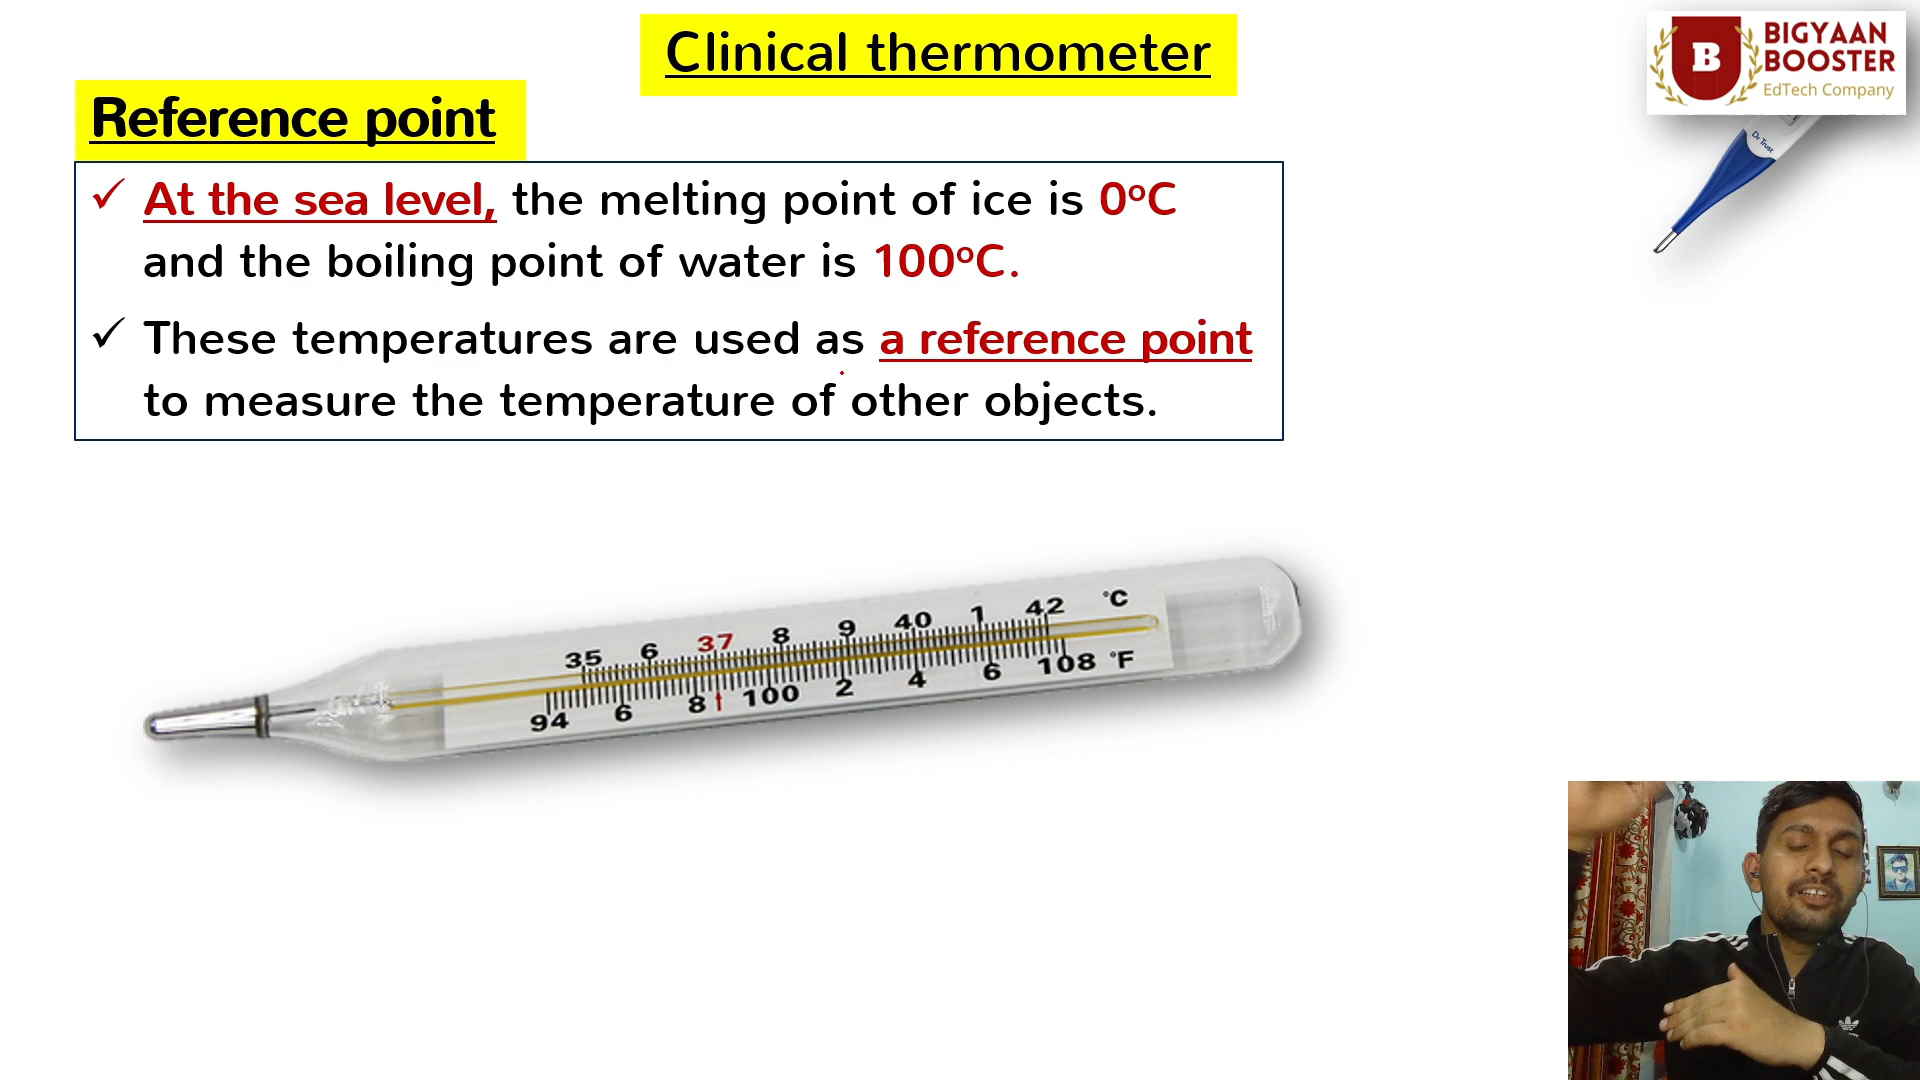 Clinical thermometer
BIGYAAN
BOOSTER
EdTech Company
B
Dr Trust
Reference point
✓ At the sea level, the melting point of ice is 0°C
and the boiling point of water is 100°C.
✓ These temperatures are used as a reference point
to measure the temperature of other objects.
35 6 37 8 9 40 1 42 °C
94 6 8 100 2 4 6 108 °F